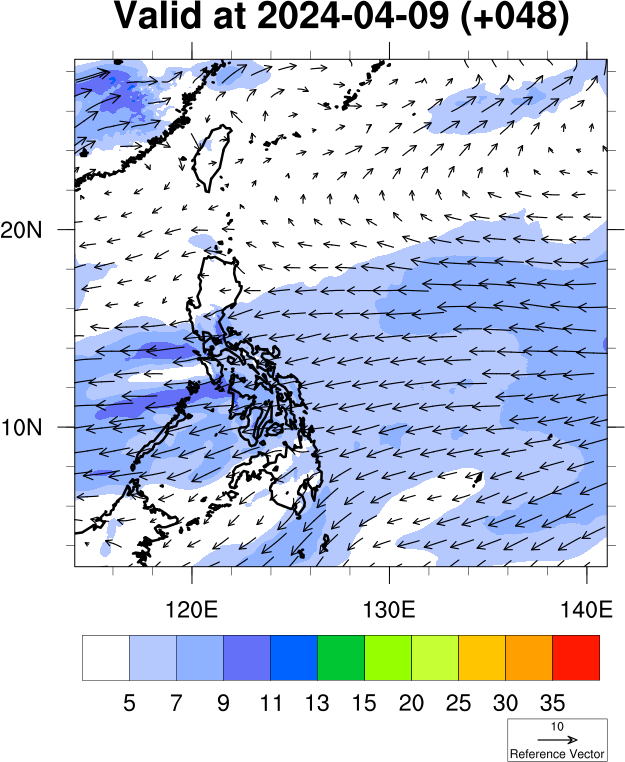 Valid at 2024-04-09 (+048)
20N
10N
120E 130E 140E
5 7 9 11 13 15 20 25 30 35
10
Reference Vector